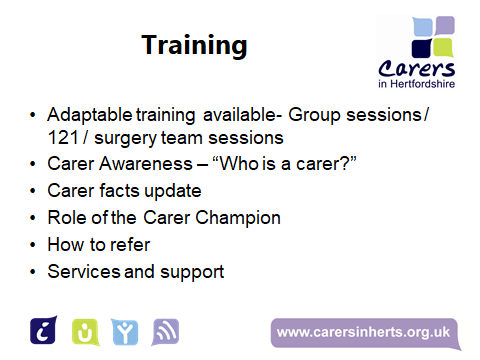 Training
Carers
in Hertfordshire
• Adaptable training available- Group sessions /
121 / surgery team sessions
• Carer Awareness – “Who is a carer?”
• Carer facts update
• Role of the Carer Champion
• How to refer
• Services and support
www.carersinherts.org.uk